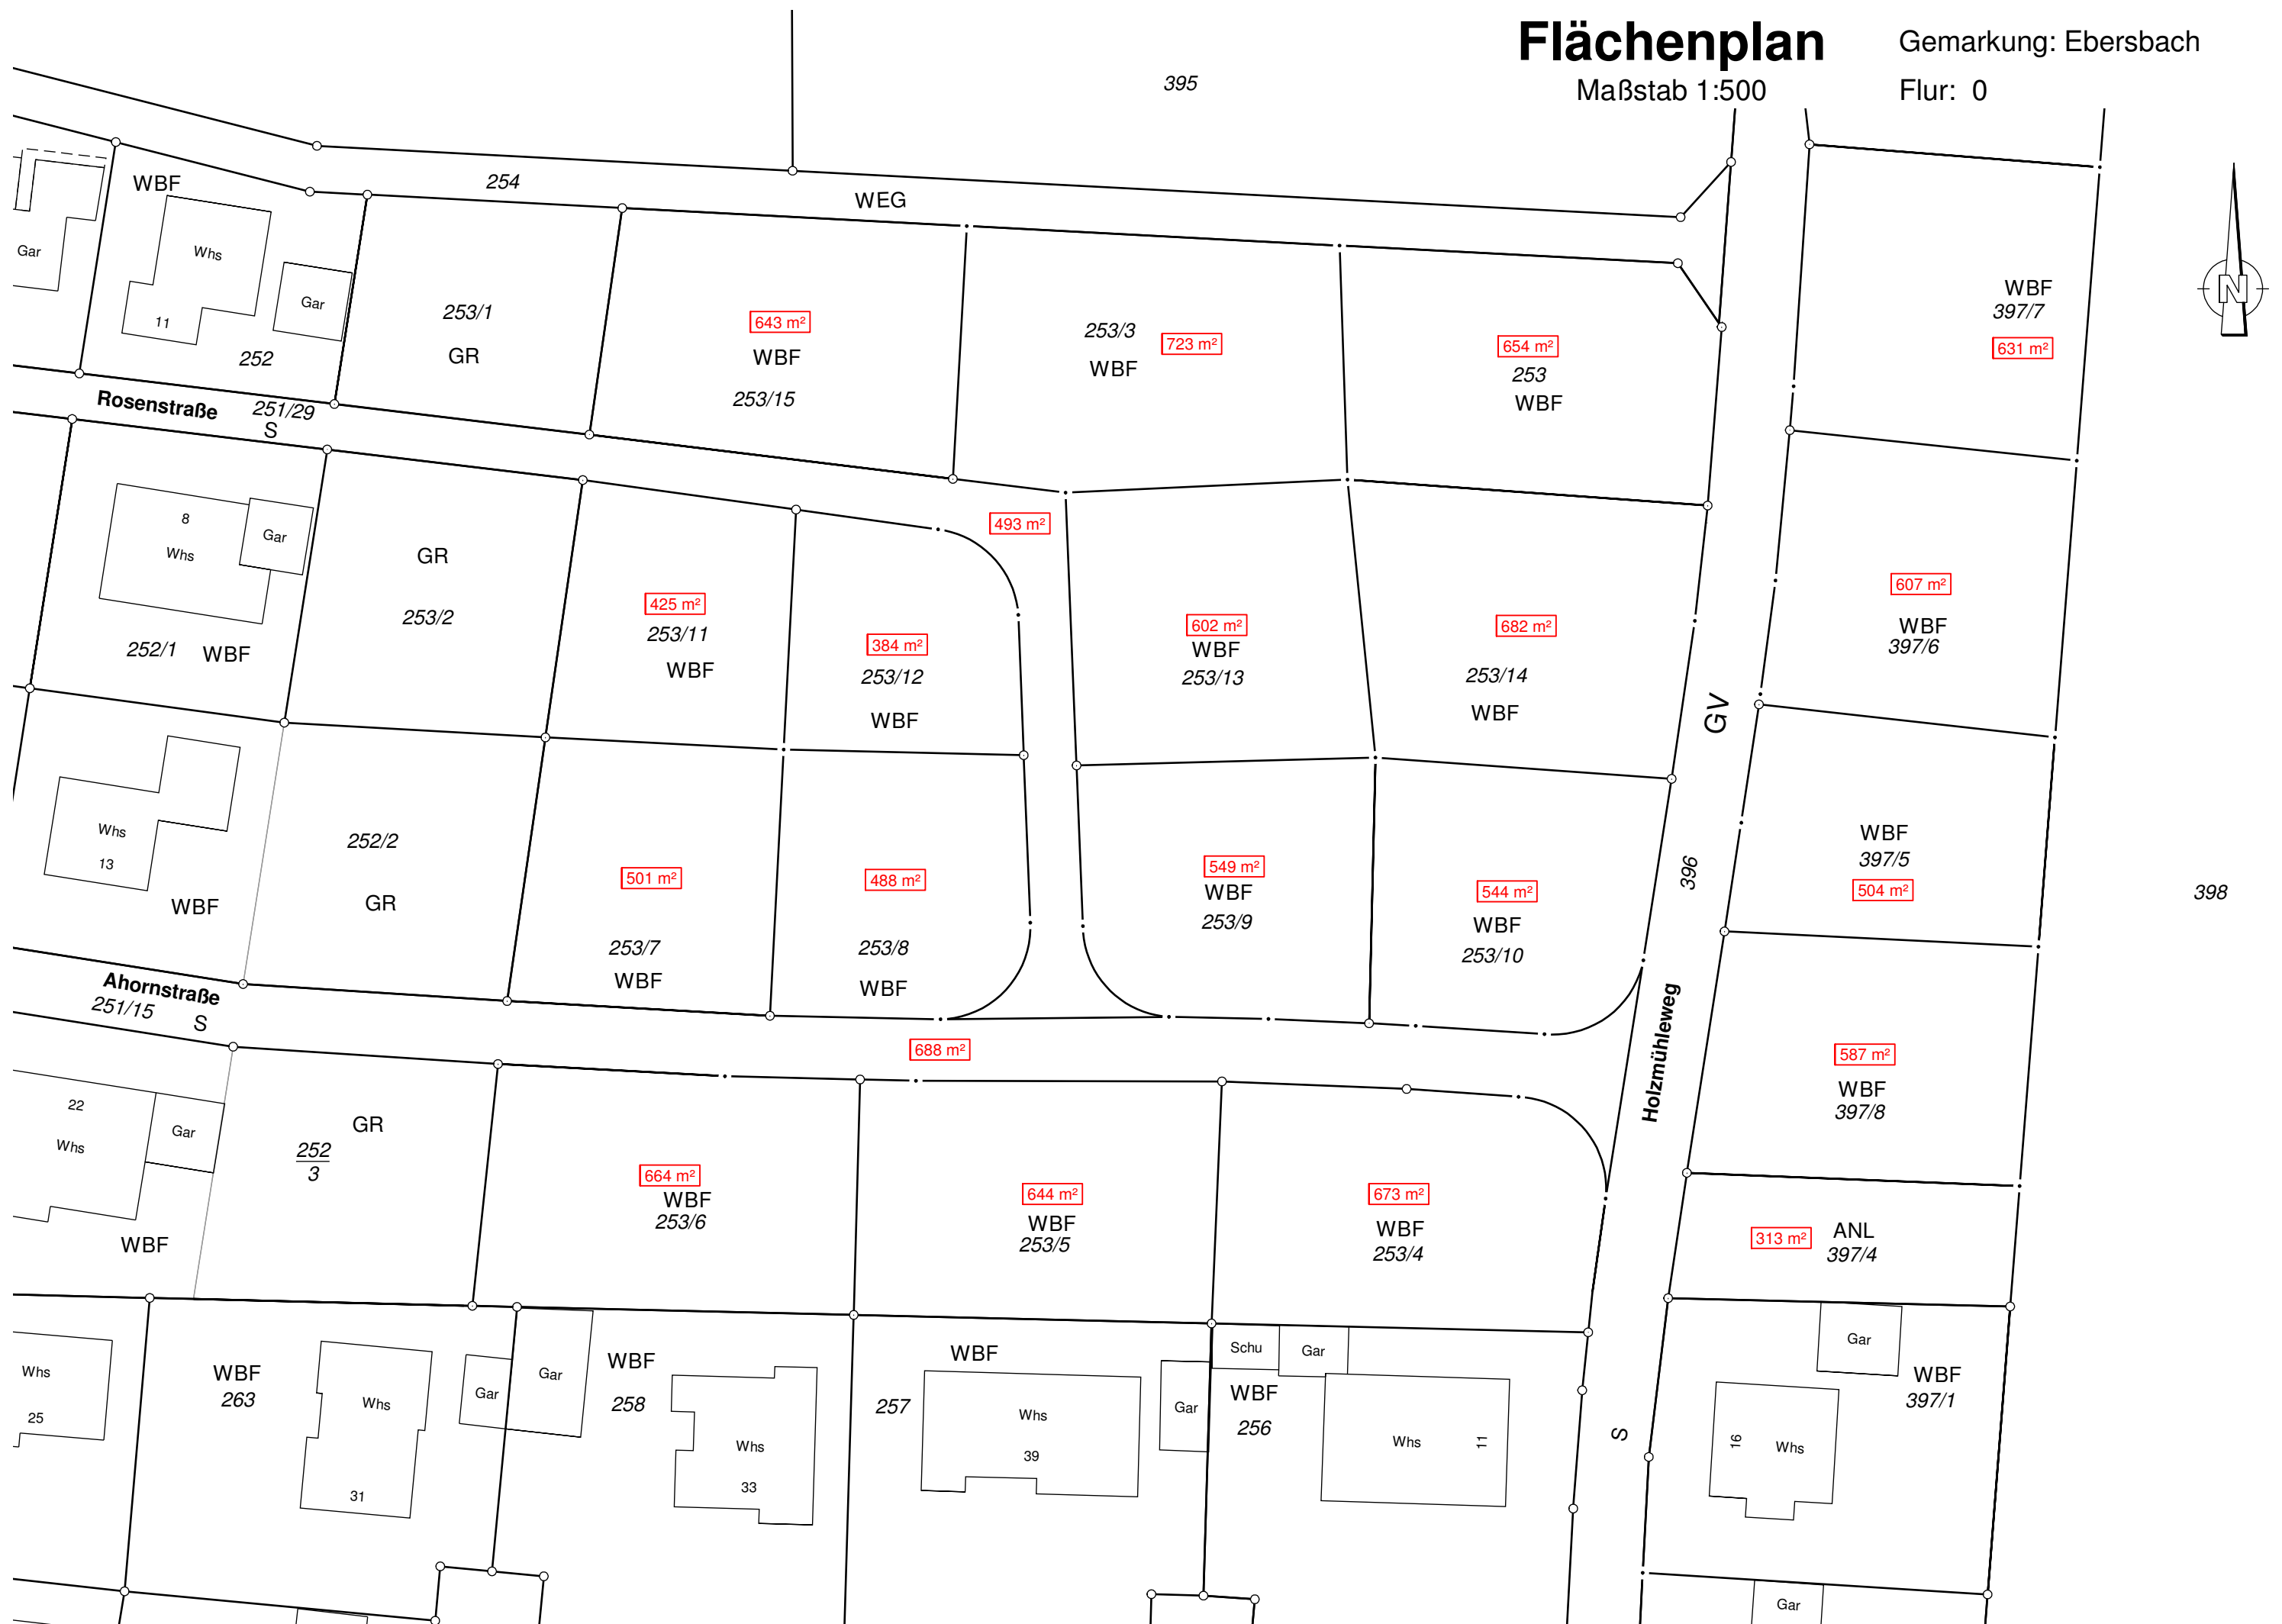 Flächenplan
Maßstab 1:500
Gemarkung: Ebersbach
Flur: 0
395
254
WEG
WBF
Whs
11
Gar
Gar
252
253/1
GR
643 m²
WBF
253/15
253/3
WBF
723 m²
654 m²
253
WBF
WBF
397/7
631 m²
N
Rosenstraße
251/29
S
8
Whs
Gar
252/1
WBF
GR
253/2
425 m²
253/11
WBF
384 m²
253/12
WBF
493 m²
602 m²
WBF
253/13
682 m²
253/14
WBF
607 m²
WBF
397/6
GV
Whs
13
WBF
252/2
GR
501 m²
253/7
WBF
488 m²
253/8
WBF
549 m²
WBF
253/9
544 m²
WBF
253/10
396
WBF
397/5
504 m²
398
Ahornstraße
251/15
S
688 m²
Holzmühleweg
587 m²
WBF
397/8
22
Whs
Gar
WBF
GR
252
3
664 m²
WBF
253/6
644 m²
WBF
253/5
673 m²
WBF
253/4
313 m²
ANL
397/4
Whs
25
WBF
263
Whs
31
Gar
Gar
WBF
258
Whs
33
WBF
257
Whs
39
Gar
Schu
Gar
WBF
256
Whs
11
S
Gar
WBF
397/1
16
Whs
Gar